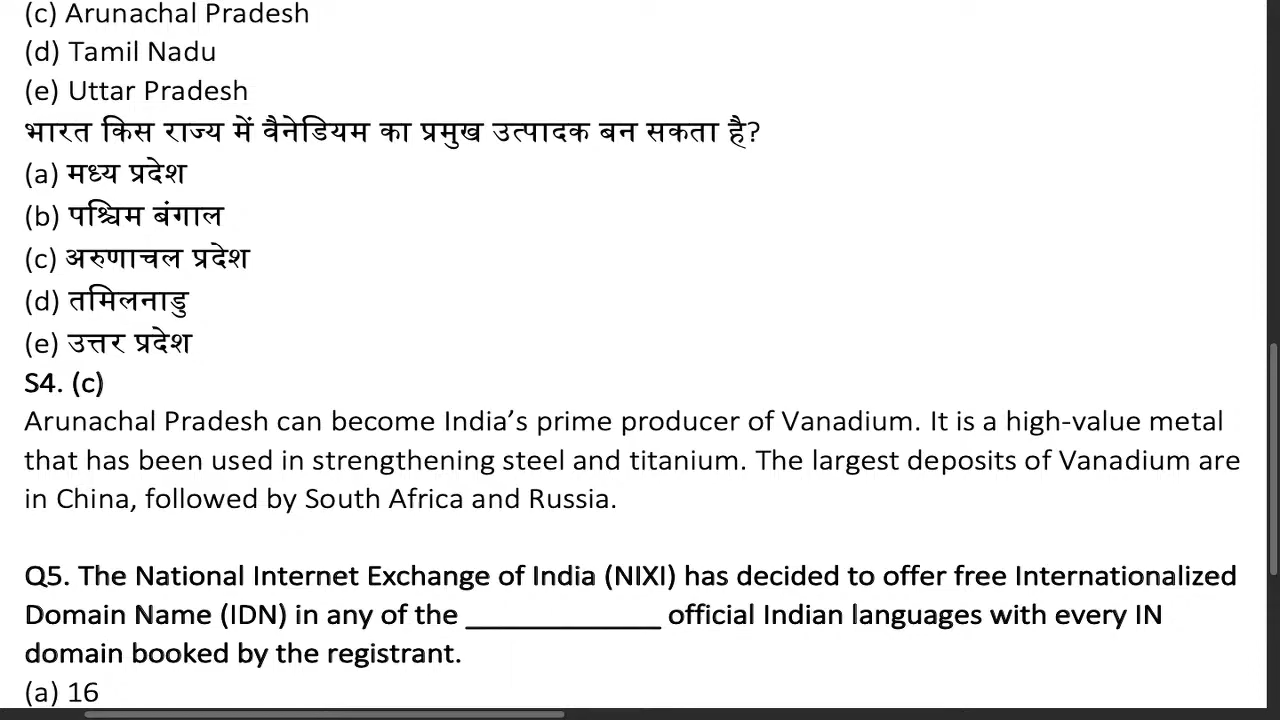 (c) Arunachal Pradesh
(d) Tamil Nadu
(e) Uttar Pradesh
भारत किस राज्य में वैनेडियम का प्रमुख उत्पादक बन सकता है?
(a) मध्य प्रदेश
(b) पश्चिम बंगाल
(c) अरुणाचल प्रदेश
(d) तमिलनाडु
(e) उत्तर प्रदेश
S4. (c)
Arunachal Pradesh can become India’s prime producer of Vanadium. It is a high-value metal
that has been used in strengthening steel and titanium. The largest deposits of Vanadium are
in China, followed by South Africa and Russia.
Q5. The National Internet Exchange of India (NIXI) has decided to offer free Internationalized
Domain Name (IDN) in any of the _____________ official Indian languages with every IN
domain booked by the registrant.
(a) 16